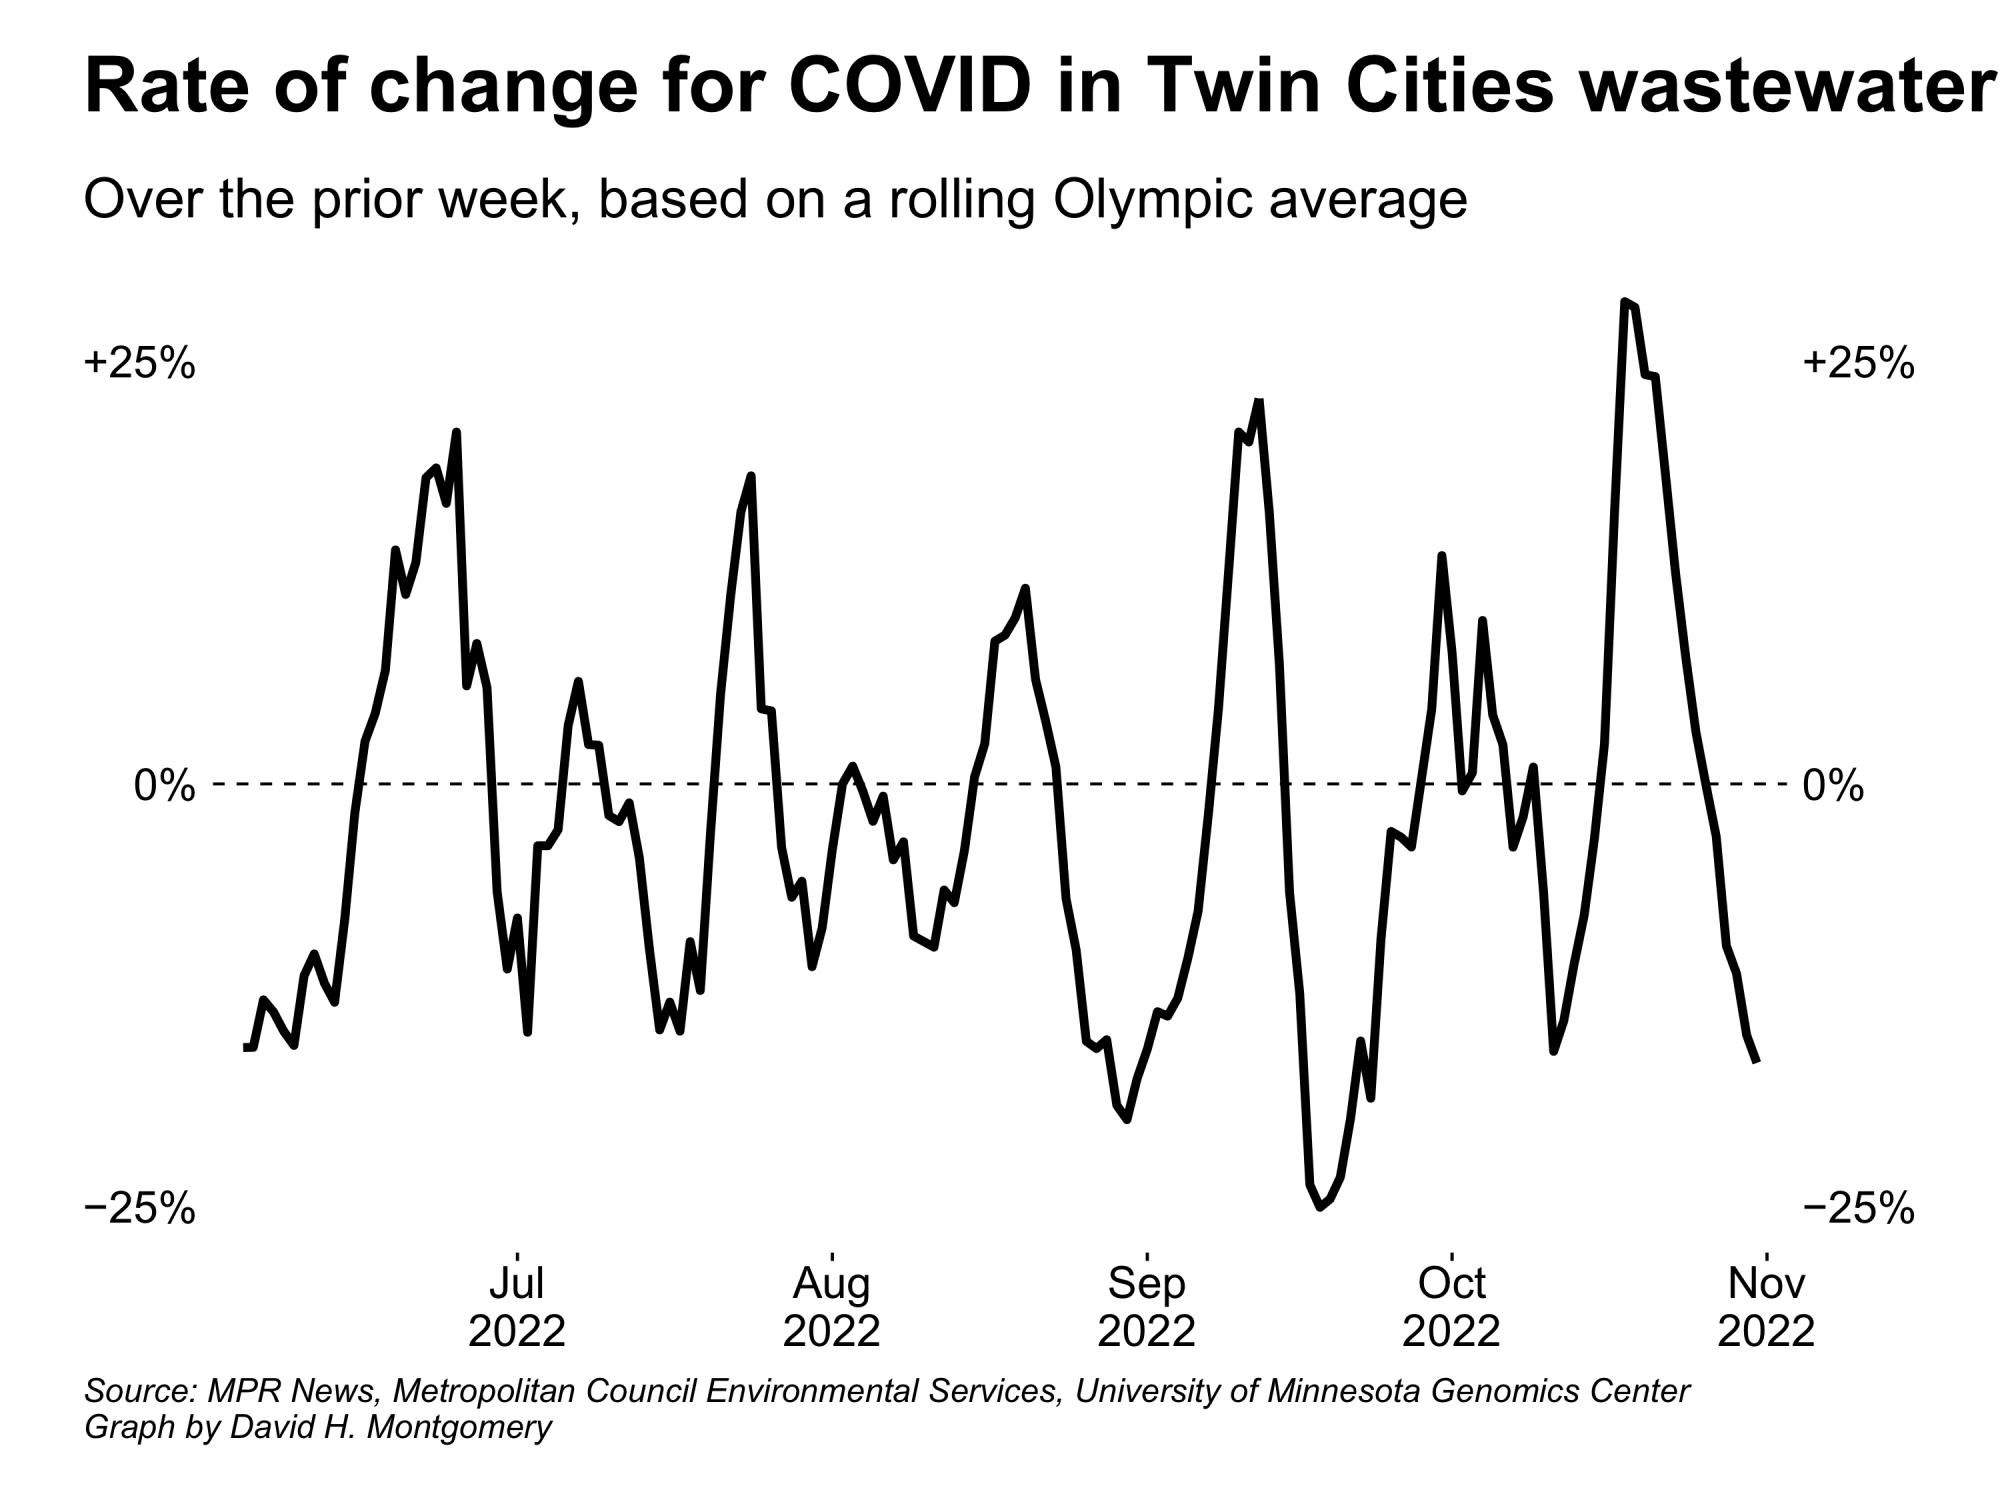 Rate of change for COVID in Twin Cities wastewater
Over the prior week, based on a rolling Olympic average
+25%
+25%
0%
0%
−25%
−25%
Jul
2022
Aug
2022
Sep
2022
Oct
2022
Nov
2022
Source: MPR News, Metropolitan Council Environmental Services, University of Minnesota Genomics Center
Graph by David H. Montgomery